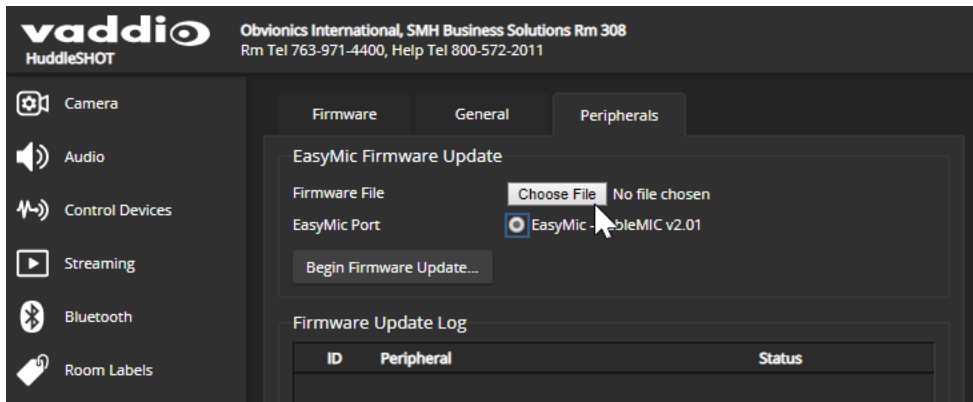 vaddio
HuddleSHOT
Obvionics International, SMH Business Solutions Rm 308
Rm Tel 763-971-4400, Help Tel 800-572-2011
Camera
Audio
Control Devices
Streaming
Bluetooth
Room Labels
Firmware General Peripherals
EasyMic Firmware Update
Firmware File Choose File No file chosen
EasyMic Port EasyMic - v2.01
Begin Firmware Update...
Firmware Update Log
ID Peripheral Status